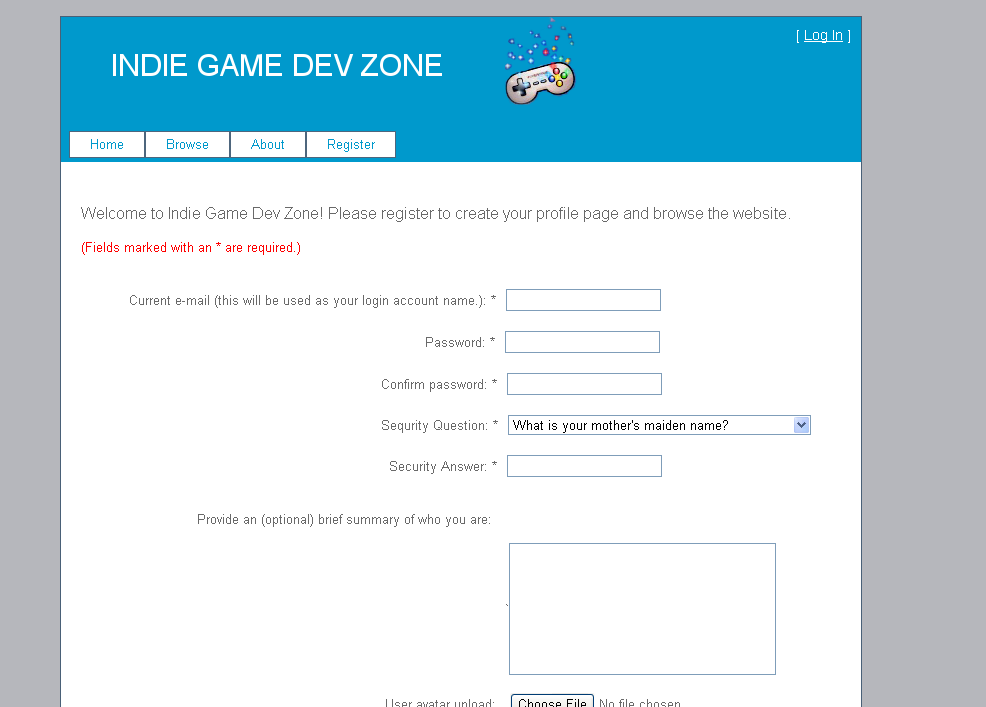 INDIE GAME DEV ZONE
[ Log In ]
Home Browse About Register
Welcome to Indie Game Dev Zone! Please register to create your profile page and browse the website.
(Fields marked with an * are required.)
Current e-mail (this will be used as your login account name.): *
Password: *
Confirm password: *
Sequrity Question: * What is your mother's maiden name?
Security Answer: *
Provide an (optional) brief summary of who you are:
User avatar upload: Choose File No file chosen